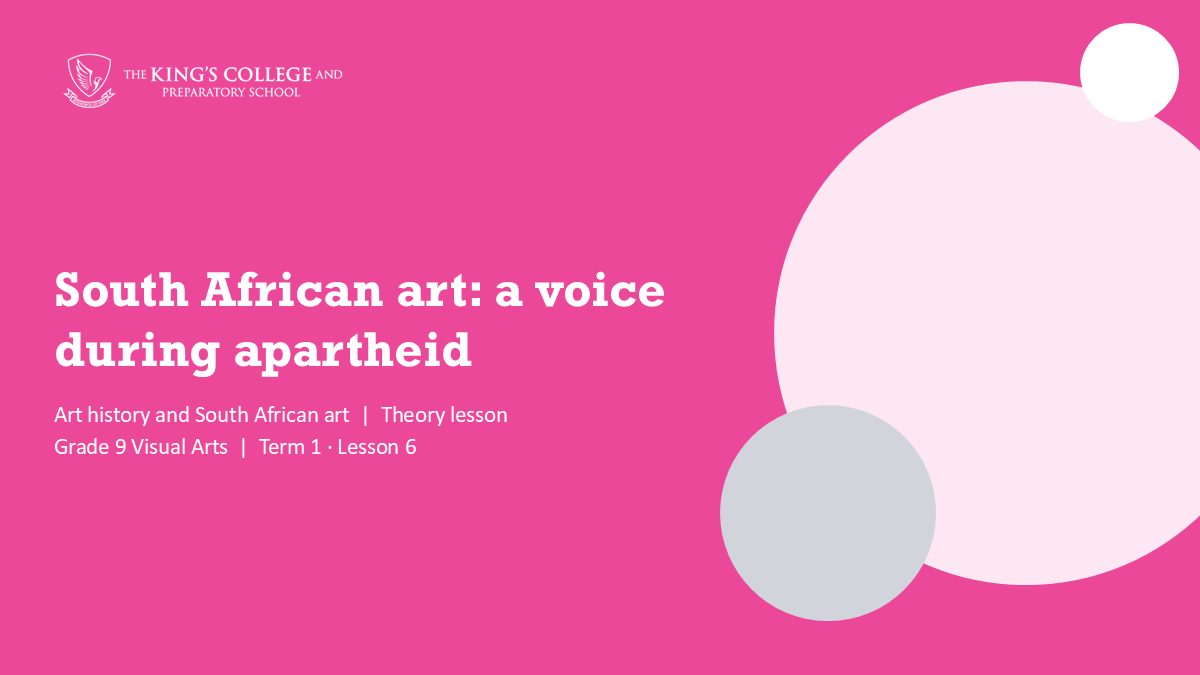 THE KING'S COLLEGE AND
PREPARATORY SCHOOL
South African art: a voice
during apartheid
Art history and South African art | Theory lesson
Grade 9 Visual Arts | Term 1 · Lesson 6